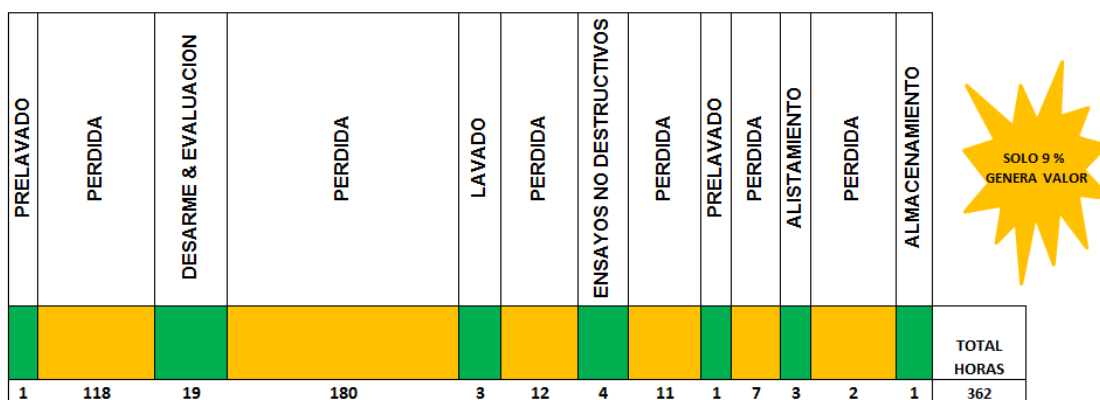 PRELAVADO
PERDIDA
DESARME & EVALUACION
PERDIDA
LAVADO
PERDIDA
ENSAYOS NO DESTRUCTIVOS
PERDIDA
PRELAVADO
PERDIDA
ALISTAMIENTO
PERDIDA
ALMACENAMIENTO
SOLO 9 %
GENERA VALOR
TOTAL
HORAS
1 118 19 180 3 12 4 11 1 7 3 2 1 362